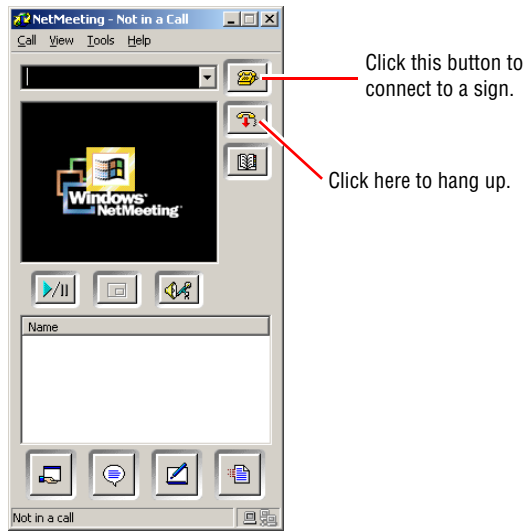 NetMeeting - Not in a Call
Call View Tools Help
Click this button to
connect to a sign.
Click here to hang up.
Windows
NetMeeting
Name
Not in a call